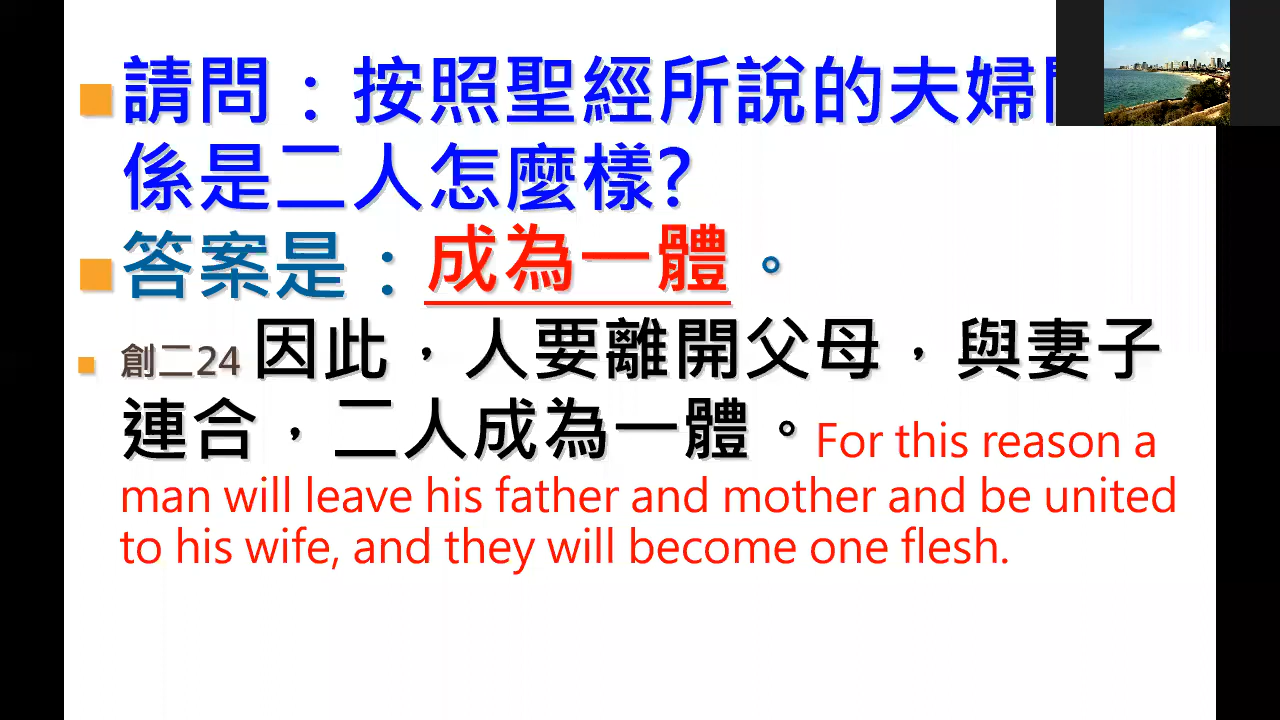 請問：按照聖經所說的夫婦
係是二人怎麼樣?
答案是：成為一體。
創二24 因此，人要離開父母，與妻子
連合，二人成為一體。For this reason a
man will leave his father and mother and be united
to his wife, and they will become one flesh.